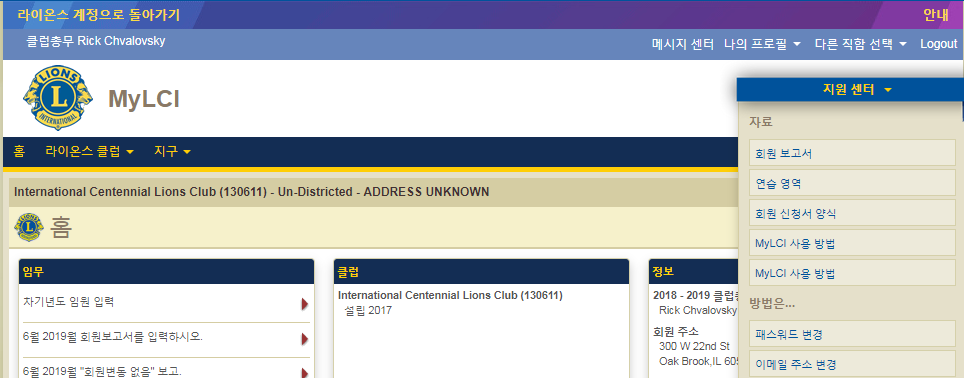 라이온스 계정으로 돌아가기
안내
클럽총무 Rick Chvalovsky
메시지 센터 나의 프로필 다른 직함 선택 Logout
LIONS
L
INTERNATIONAL
MyLCI
지원 센터
홈 라이온스 클럽 지구
International Centennial Lions Club (130611) - Un-Districted - ADDRESS UNKNOWN
홈
임무
차기년도 임원 입력
6월 2019월 회원보고서를 입력하시오.
6월 2019월 "회원변동 없음" 보고.
클럽
International Centennial Lions Club (130611)
설립 2017
정보
2018 - 2019 클럽
Rick Chvalovsky
회원 주소
300 W 22nd St
Oak Brook,IL
자료
회원 보고서
연습 영역
회원 신청서 양식
MyLCI 사용 방법
MyLCI 사용 방법
방법은...
패스워드 변경
이메일 주소 변경